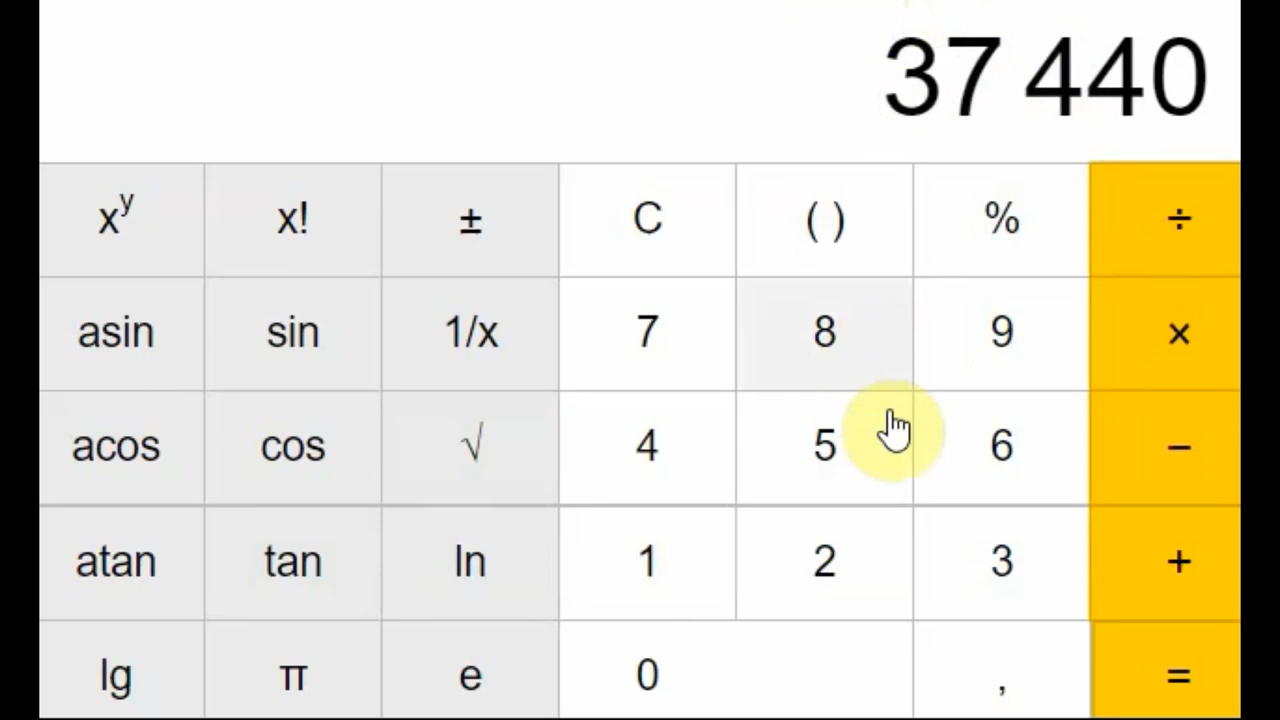 37 440
xʸ x! ± C ( ) % ÷
asin sin 1/x 7 8 9 ×
acos cos √ 4 5 6 −
atan tan ln 1 2 3 +
lg π e 0 , =